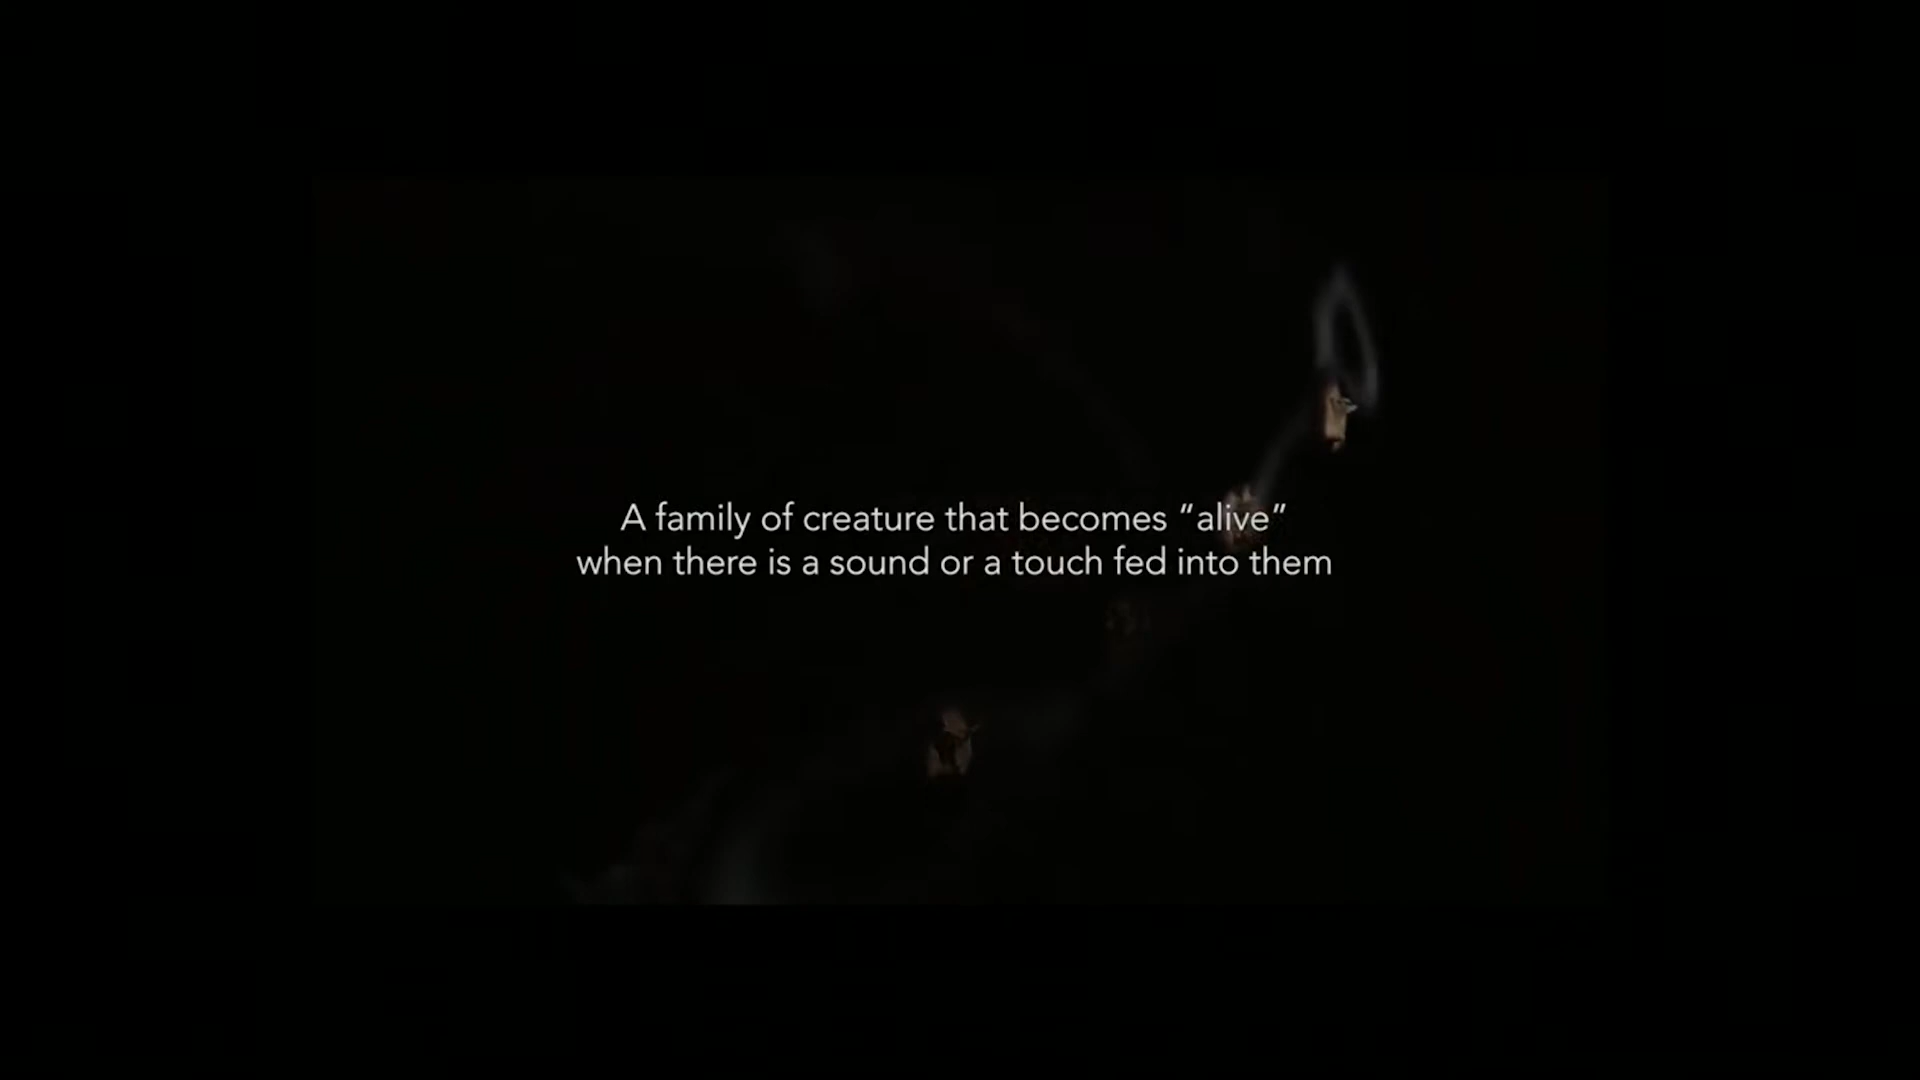 A family of creature that becomes “alive”
when there is a sound or a touch fed into them